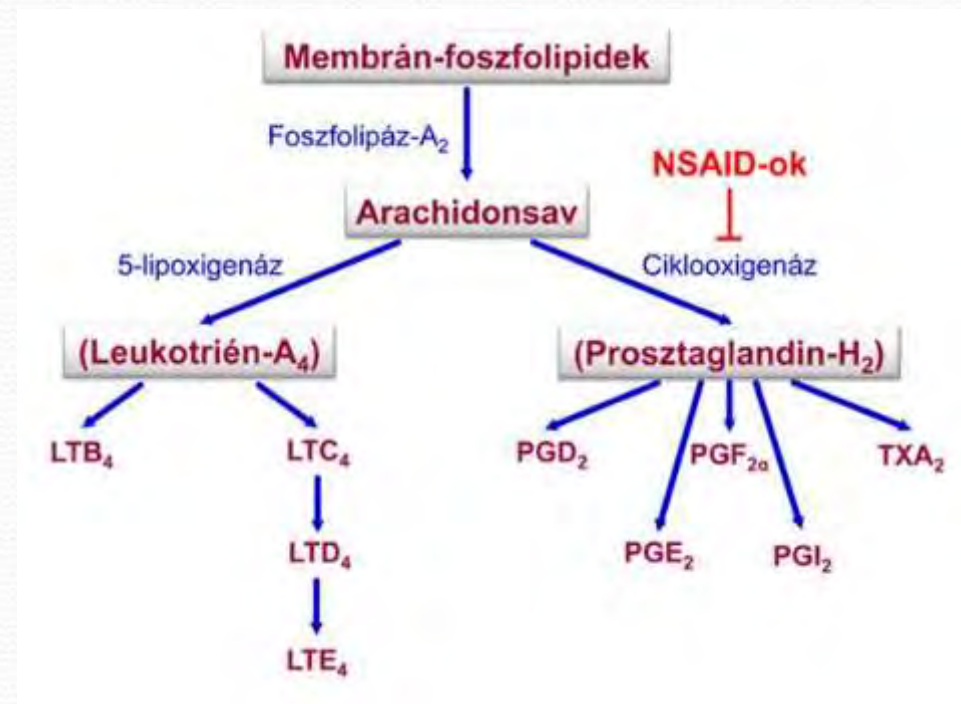 Membrán-foszfolipidek
Foszfolipáz-A₂
NSAID-ok
Arachidonsav
5-lipoxigenáz
Ciklooxigenáz
(Leukotrién-A₄)
(Prosztaglandin-H₂)
LTB₄
LTC₄
PGD₂
PGF₂α
TXA₂
LTD₄
PGE₂
PGI₂
LTE₄